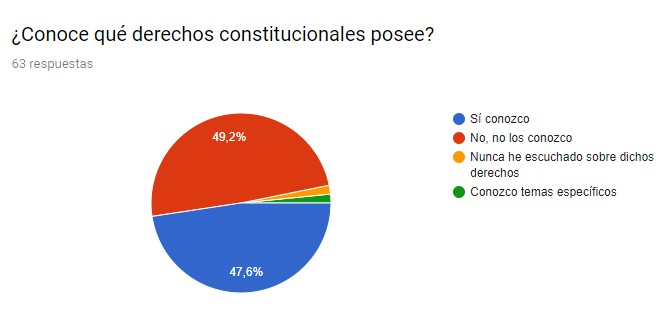 ¿Conoce qué derechos constitucionales posee?
63 respuestas
49,2%
47,6%
Sí conozco
No, no los conozco
Nunca he escuchado sobre dichos
derechos
Conozco temas específicos